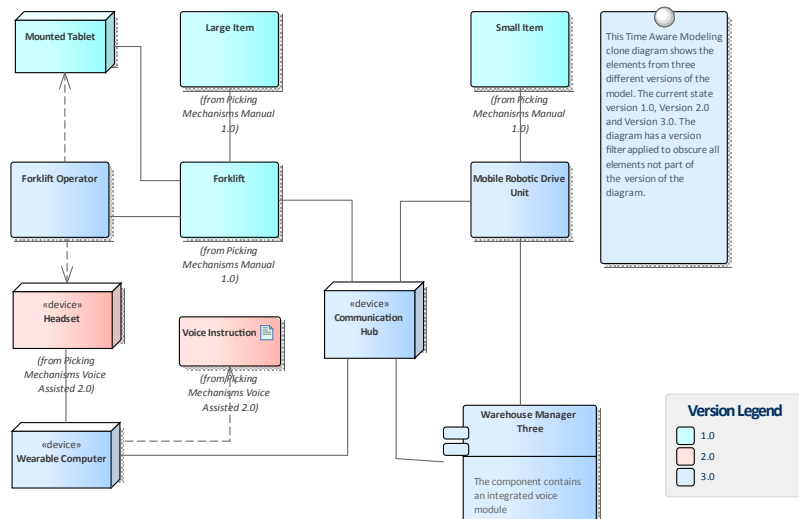 Mounted Tablet
Large Item
(from Picking
Mechanisms Manual
1.0)
Small Item
(from Picking
Mechanisms Manual
1.0)
This Time Aware Modeling
clone diagram shows the
elements from three
different versions of the
model. The current state
version 1.0, Version 2.0
and Version 3.0. The
diagram has a version
filter applied to obscure all
elements not part of
the version of the
diagram.
Forklift Operator
Forklift
(from Picking
Mechanisms Manual
1.0)
Mobile Robotic Drive
Unit
«device»
Headset
(from Picking
Mechanisms Voice
Assisted 2.0)
Voice Instruction
(from Picking
Mechanisms Voice
Assisted 2.0)
«device»
Communication
Hub
«device»
Wearable Computer
Warehouse Manager
Three
The component contains
an integrated voice
module
Version Legend
1.0
2.0
3.0